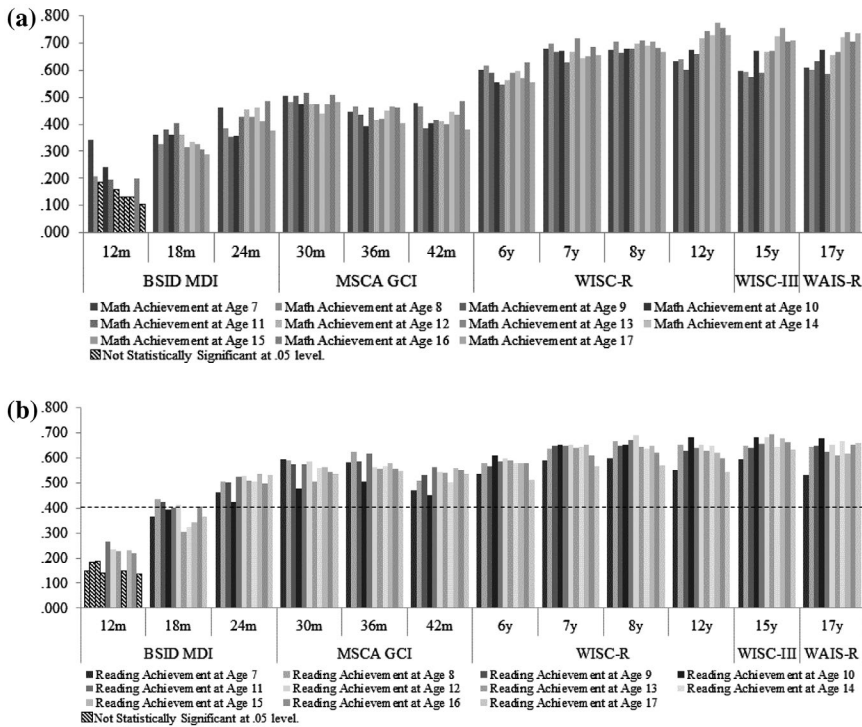 (a)
.800
.700
.600
.500
.400
.300
.200
.100
.000
12m 18m 24m 30m 36m 42m 6y 7y 8y 12y 15y 17y
BSID MDI MSCA GCI WISC-R WISC-III WAIS-R
Math Achievement at Age 7 Math Achievement at Age 8 Math Achievement at Age 9 Math Achievement at Age 10
Math Achievement at Age 11 Math Achievement at Age 12 Math Achievement at Age 13 Math Achievement at Age 14
Math Achievement at Age 15 Math Achievement at Age 16 Math Achievement at Age 17
Not Statistically Significant at .05 level.
(b)
.800
.700
.600
.500
.400
.300
.200
.100
.000
12m 18m 24m 30m 36m 42m 6y 7y 8y 12y 15y 17y
BSID MDI MSCA GCI WISC-R WISC-III WAIS-R
Reading Achievement at Age 7 Reading Achievement at Age 8 Reading Achievement at Age 9 Reading Achievement at Age 10
Reading Achievement at Age 11 Reading Achievement at Age 12 Reading Achievement at Age 13 Reading Achievement at Age 14
Reading Achievement at Age 15 Reading Achievement at Age 16 Reading Achievement at Age 17
Not Statistically Significant at .05 level.